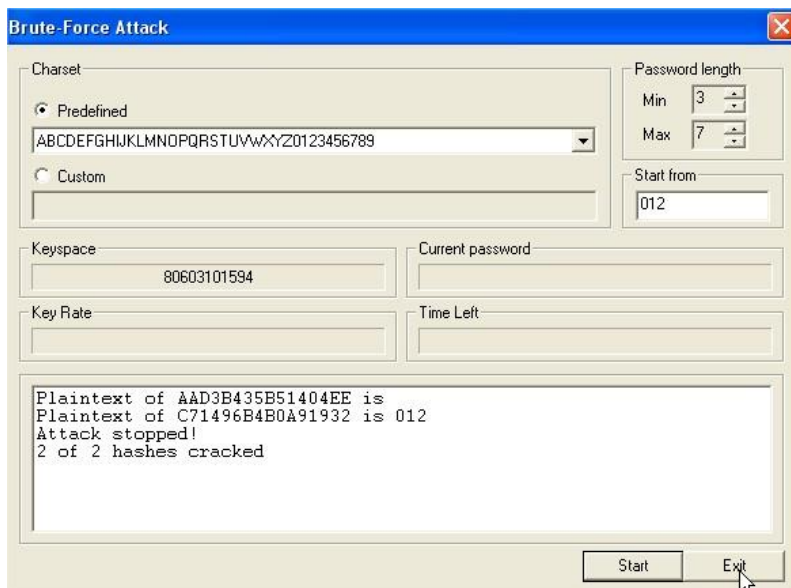 Brute-Force Attack
Charset
Predefined
ABCDEFGHIJKLMNOPQRSTUVWXYZ0123456789
Custom
Password length
Min 3
Max 7
Start from
012
Keyspace
80603101594
Current password
Key Rate
Time Left
Plaintext of AAD3B435B51404EE is
Plaintext of C71496B4B0A91932 is 012
Attack stopped!
2 of 2 hashes cracked
Start
Exit